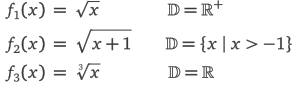 f₁(x) = √x  𝔻 = ℝ⁺
f₂(x) = √(x + 1)  𝔻 = {x | x > −1}
f₃(x) = ∛x  𝔻 = ℝ